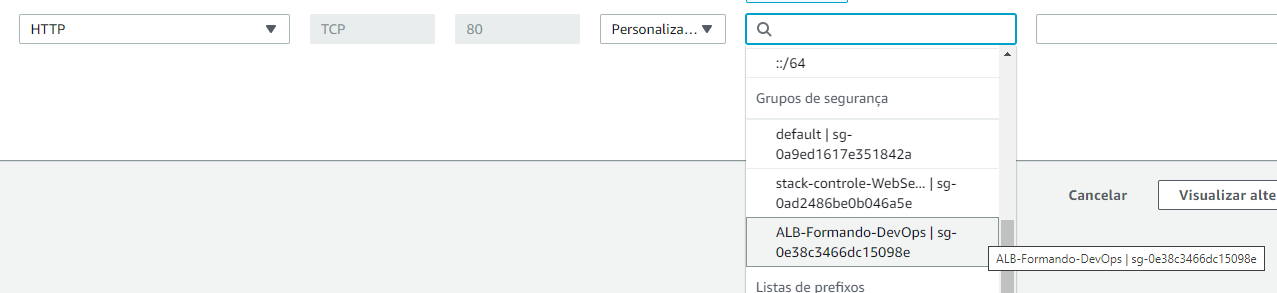 HTTP
TCP
80
Personaliza...
::/64
Grupos de segurança
default | sg-
0a9ed1617e351842a
stack-controle-WebSe... | sg-
0ad2486be0b046a5e
ALB-Formando-DevOps | sg-
0e38c3466dc15098e
Listas de prefixos
Cancelar
Visualizar alte
ALB-Formando-DevOps | sg-0e38c3466dc15098e